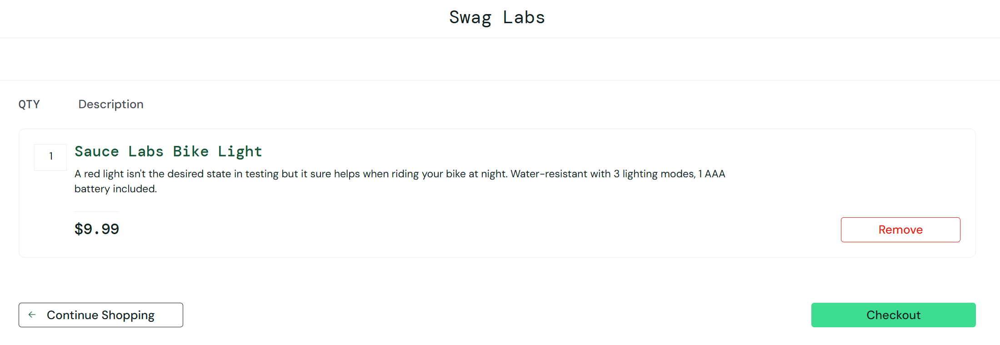 Swag Labs
QTY Description
1
Sauce Labs Bike Light
A red light isn't the desired state in testing but it sure helps when riding your bike at night. Water-resistant with 3 lighting modes, 1 AAA
battery included.
$9.99
Remove
Continue Shopping
Checkout